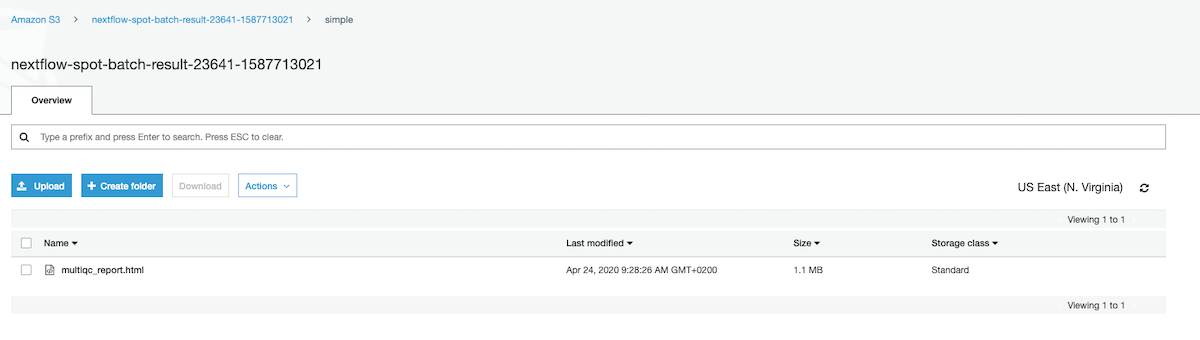 Amazon S3 > nextflow-spot-batch-result-23641-1587713021 > simple
nextflow-spot-batch-result-23641-1587713021
Overview
Type a prefix and press Enter to search. Press ESC to clear.
Upload + Create folder Download Actions US East (N. Virginia)
Viewing 1 to 1
Name Last modified Size Storage class
multiqc_report.html Apr 24, 2020 9:28:26 AM GMT+0200 1.1 MB Standard
Viewing 1 to 1